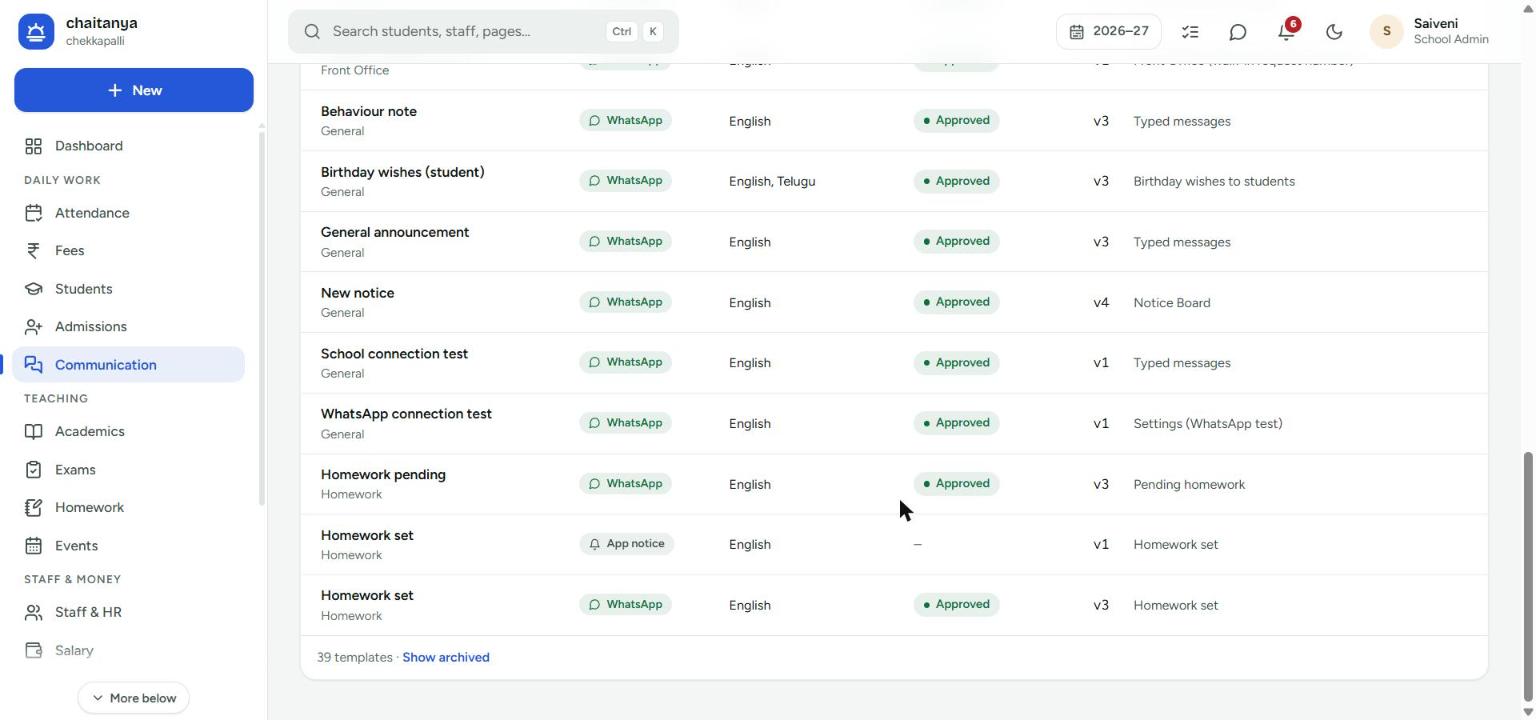 chaitanya
chekkapalli
Search students, staff, pages...
Ctrl K
2026–27
6
S
Saiveni
School Admin
New
Dashboard
DAILY WORK
Attendance
Fees
Students
Admissions
Communication
TEACHING
Academics
Exams
Homework
Events
STAFF & MONEY
Staff & HR
Salary
More below
Front Office
English
Behaviour note
General
WhatsApp
English
Approved
v3
Typed messages
Birthday wishes (student)
General
WhatsApp
English, Telugu
Approved
v3
Birthday wishes to students
General announcement
General
WhatsApp
English
Approved
v3
Typed messages
New notice
General
WhatsApp
English
Approved
v4
Notice Board
School connection test
General
WhatsApp
English
Approved
v1
Typed messages
WhatsApp connection test
General
WhatsApp
English
Approved
v1
Settings (WhatsApp test)
Homework pending
Homework
WhatsApp
English
Approved
v3
Pending homework
Homework set
Homework
App notice
English
–
v1
Homework set
Homework set
Homework
WhatsApp
English
Approved
v3
Homework set
39 templates · Show archived